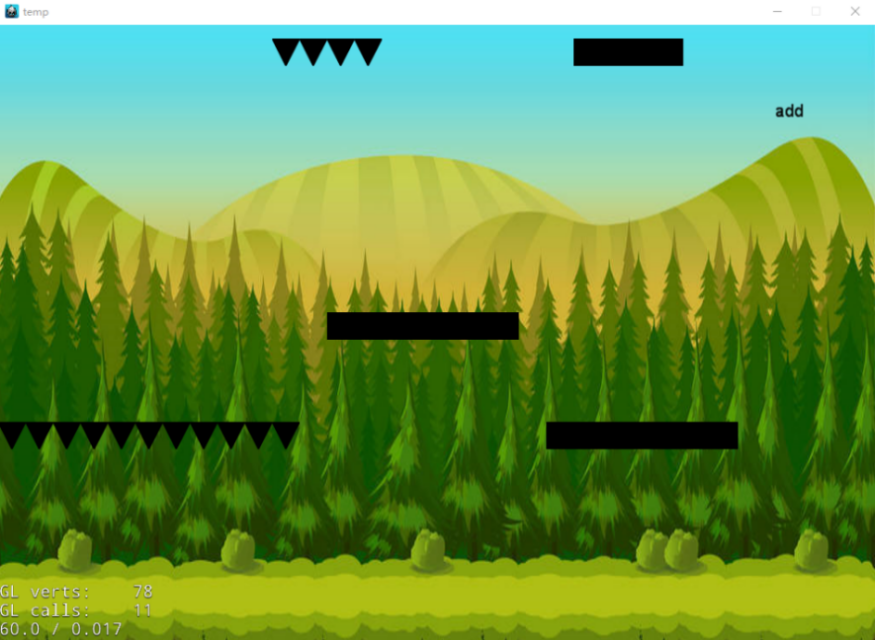 temp
add
GL verts: 78
GL calls: 11
60.0 / 0.017